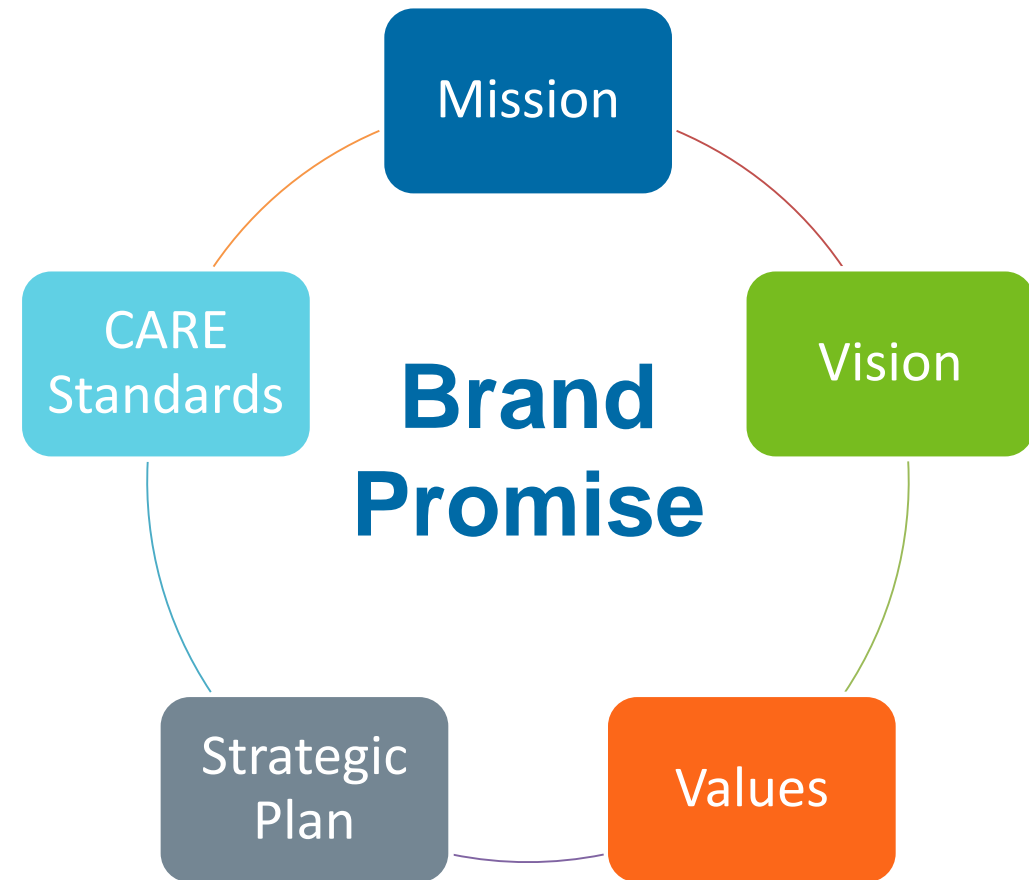 Mission
Vision
Values
Strategic
Plan
CARE
Standards
Brand
Promise